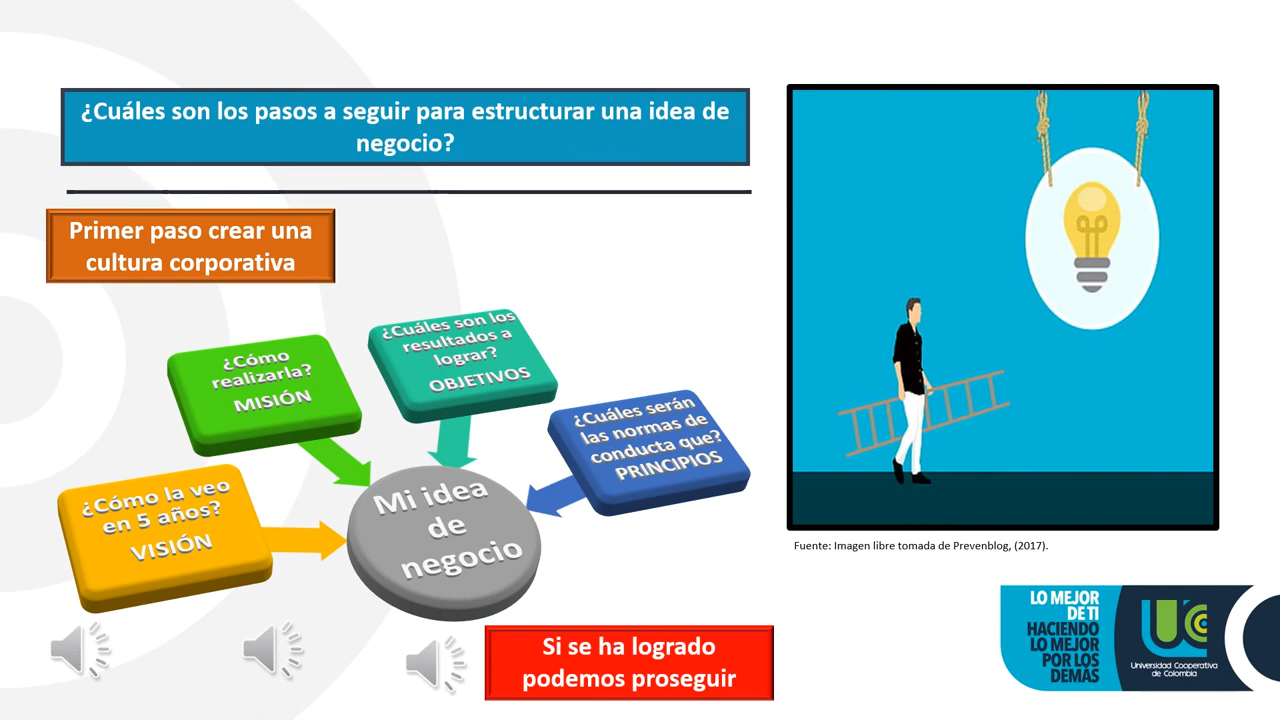 ¿Cuáles son los pasos a seguir para estructurar una idea de
negocio?
Primer paso crear una
cultura corporativa
¿Cómo la veo
en 5 años?
VISIÓN
¿Cómo
realizarla?
MISIÓN
¿Cuáles son los
resultados a
lograr?
OBJETIVOS
¿Cuáles serán
las normas de
conducta que?
PRINCIPIOS
Mi idea
de
negocio
Si se ha logrado
podemos proseguir
Fuente: Imagen libre tomada de Prevenblog, (2017).
LO MEJOR
DE TI
HACIENDO
LO MEJOR
POR LOS
DEMÁS
UCC
Universidad Cooperativa
de Colombia